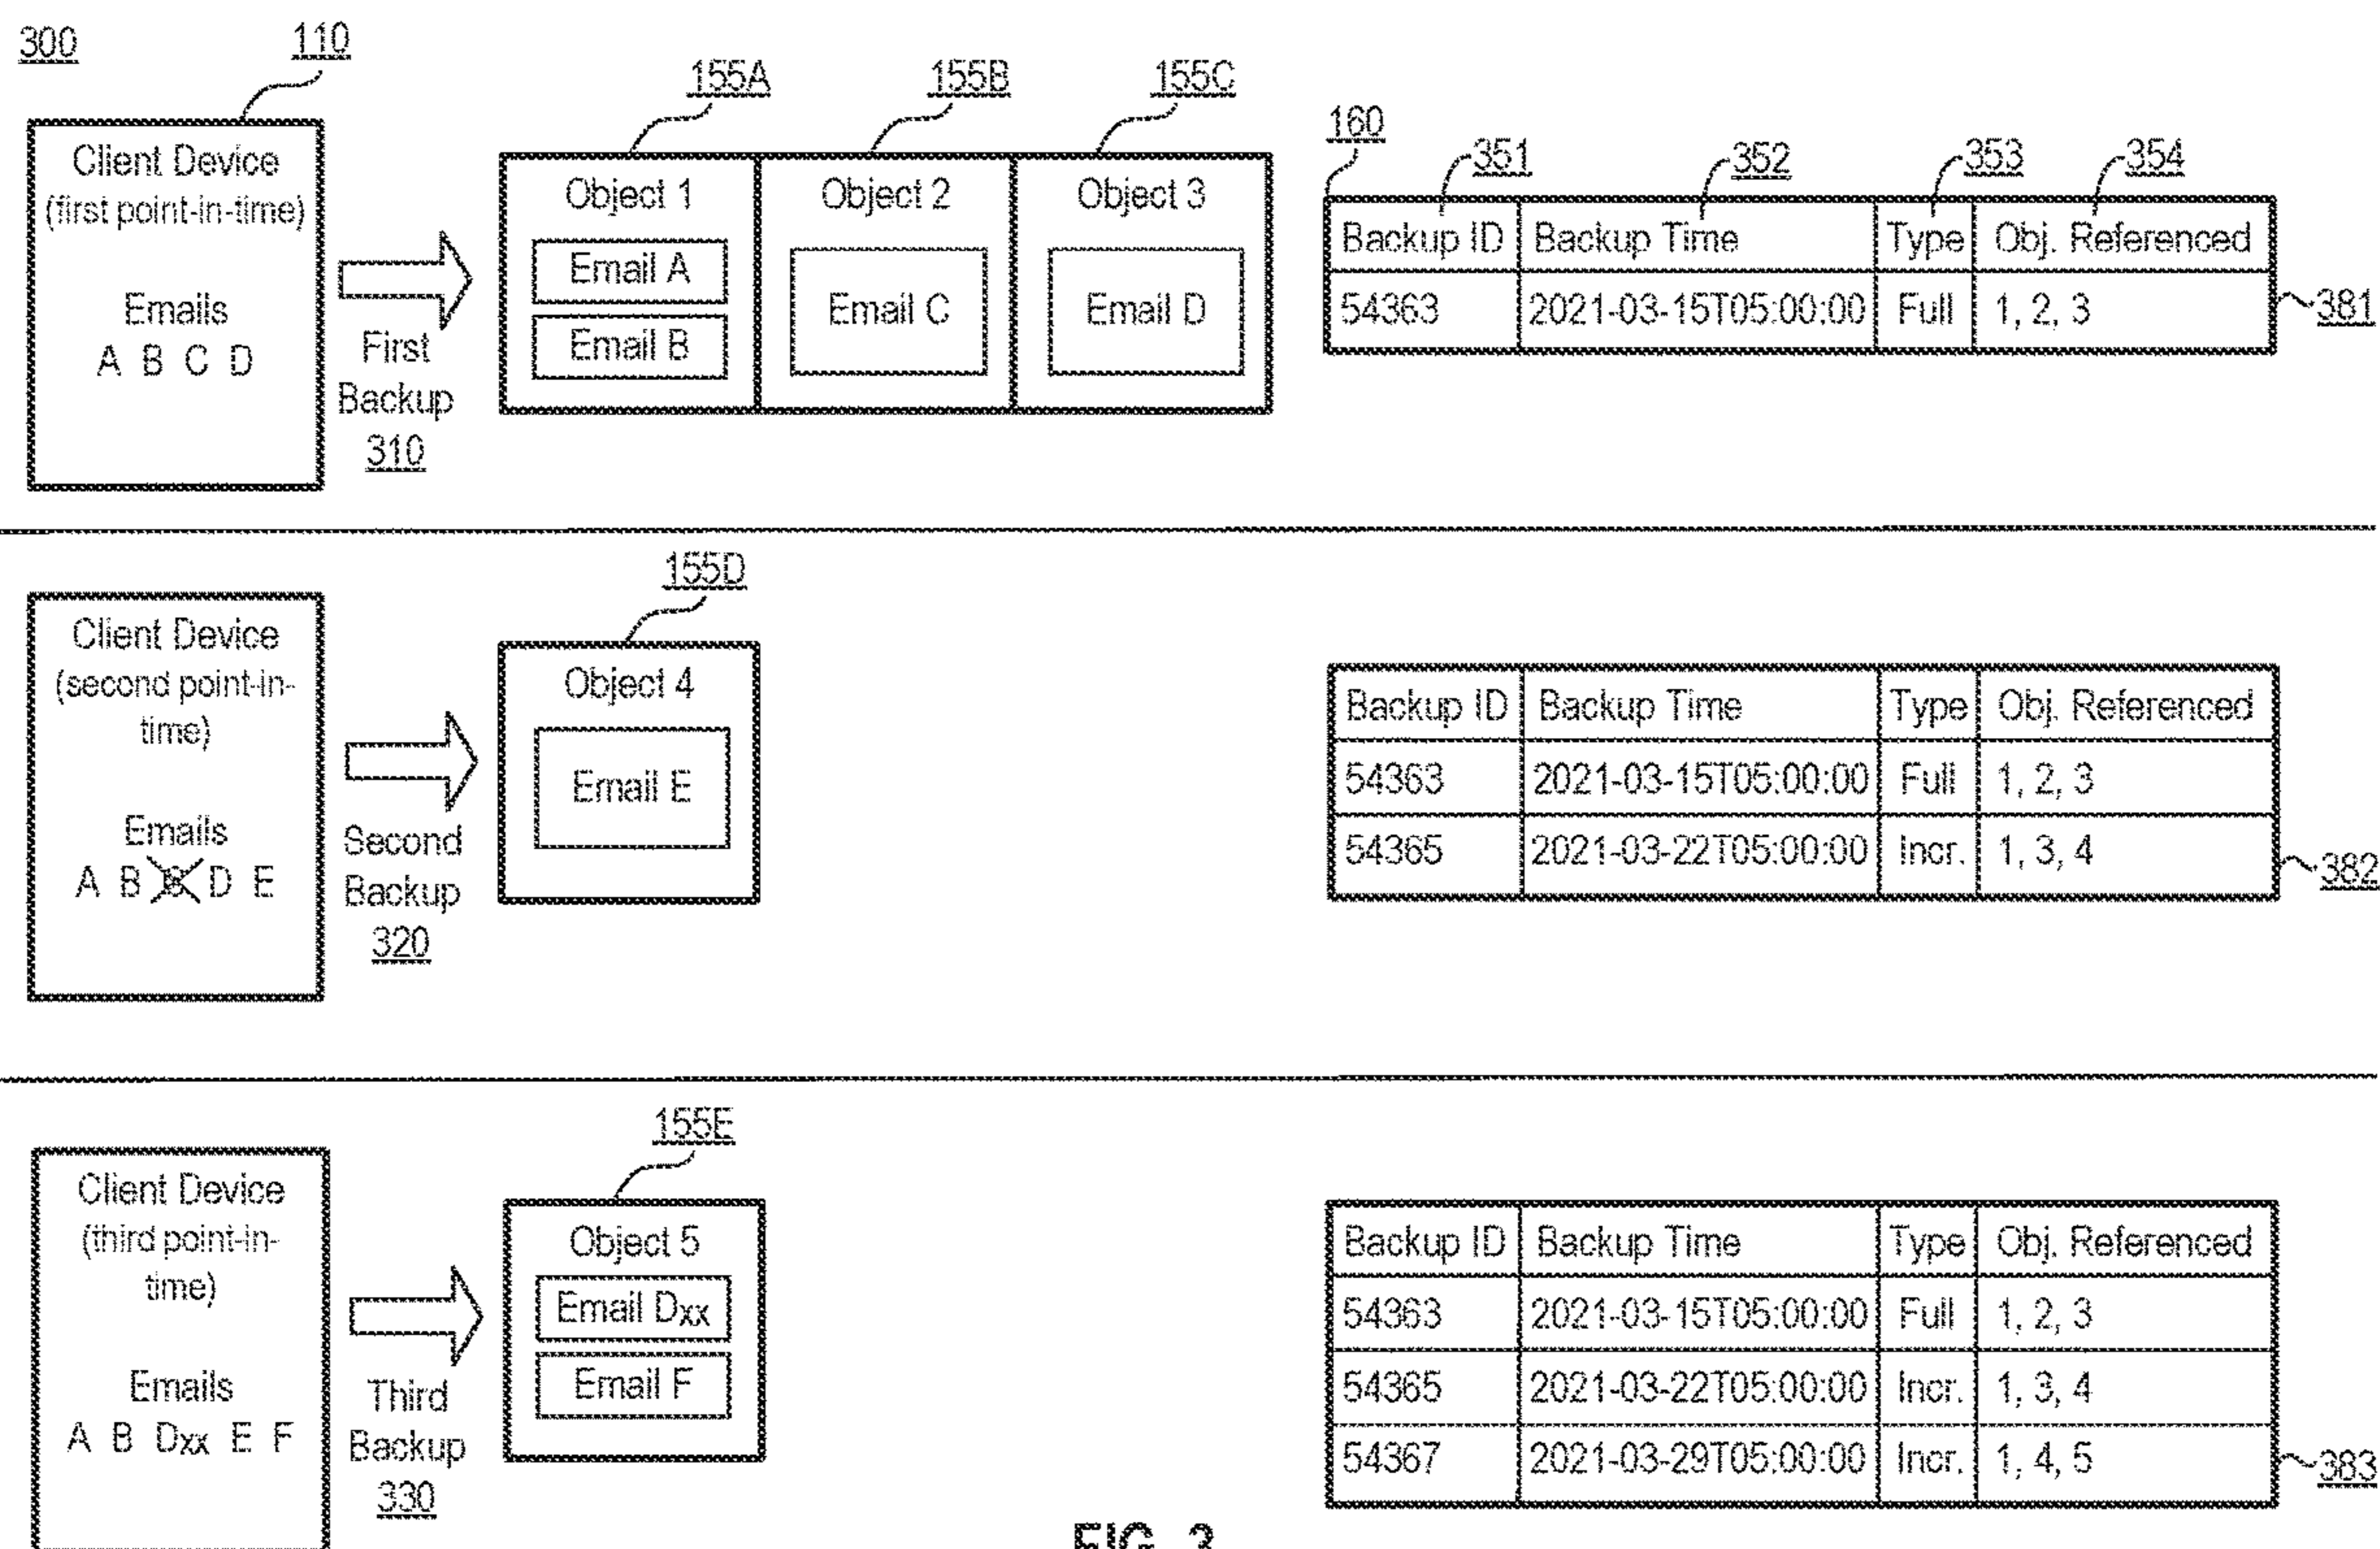 300
110
155A
155B
155C
160
351
352
353
354
Client Device
(first point-in-time)
Emails
A B C D
First
Backup
310
Object 1
Email A
Email B
Object 2
Email C
Object 3
Email D
Backup ID Backup Time Type Obj. Referenced
54363 2021-03-15T05:00:00 Full 1, 2, 3
381
155D
Client Device
(second point-in-
time)
Emails
A B C D E
Second
Backup
320
Object 4
Email E
Backup ID Backup Time Type Obj. Referenced
54363 2021-03-15T05:00:00 Full 1, 2, 3
54365 2021-03-22T05:00:00 Incr. 1, 3, 4
382
155E
Client Device
(third point-in-
time)
Emails
A B Dxx E F
Third
Backup
330
Object 5
Email Dxx
Email F
Backup ID Backup Time Type Obj. Referenced
54363 2021-03-15T05:00:00 Full 1, 2, 3
54365 2021-03-22T05:00:00 Incr. 1, 3, 4
54367 2021-03-29T05:00:00 Incr. 1, 4, 5
383
FIG. 3